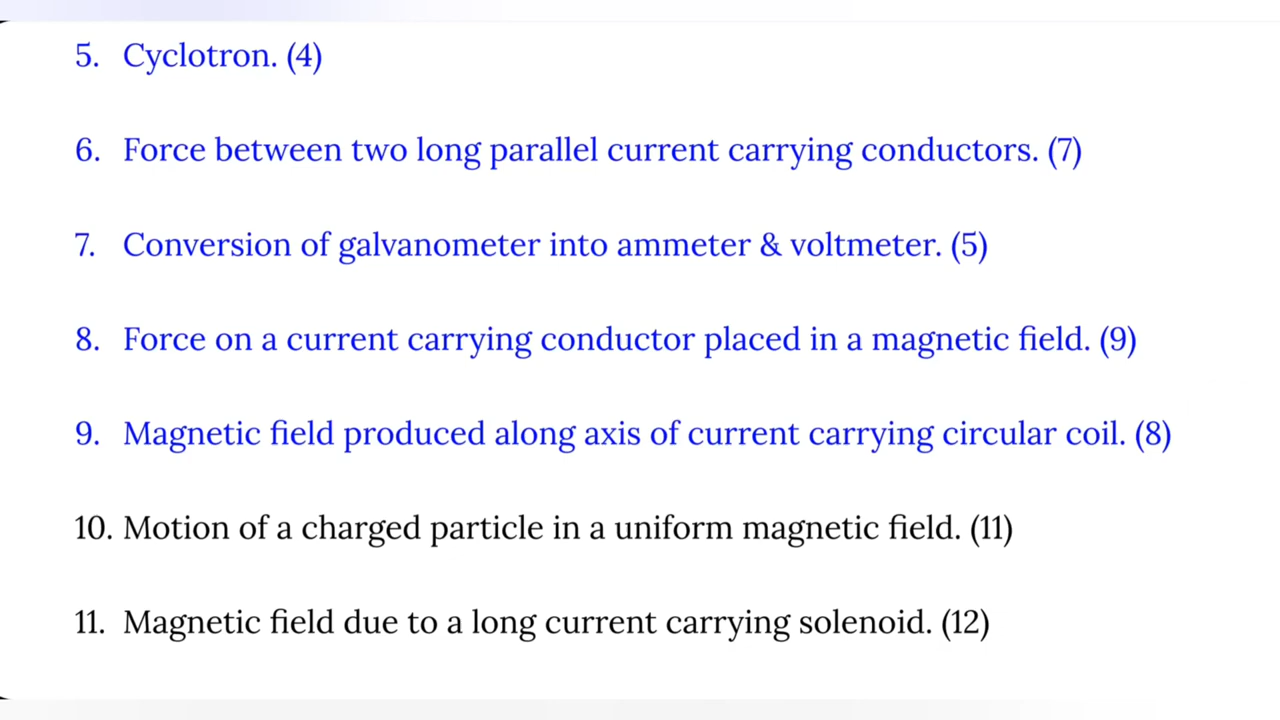 5. Cyclotron. (4)
6. Force between two long parallel current carrying conductors. (7)
7. Conversion of galvanometer into ammeter & voltmeter. (5)
8. Force on a current carrying conductor placed in a magnetic field. (9)
9. Magnetic field produced along axis of current carrying circular coil. (8)
10. Motion of a charged particle in a uniform magnetic field. (11)
11. Magnetic field due to a long current carrying solenoid. (12)